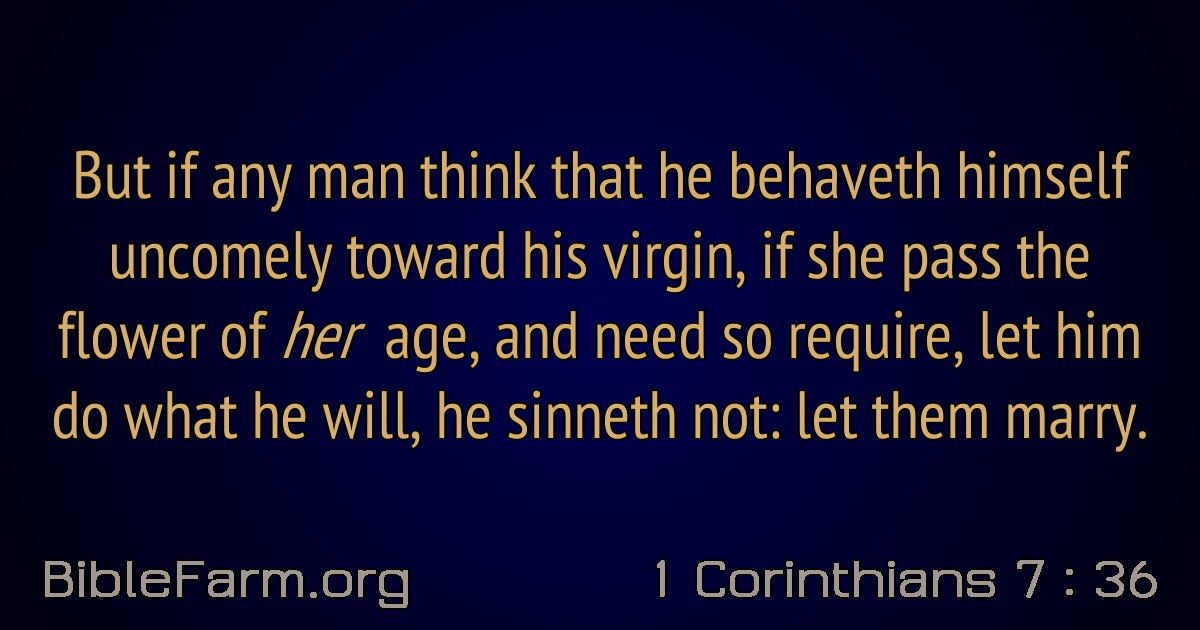 But if any man think that he behaveth himself
uncomely toward his virgin, if she pass the
flower of her age, and need so require, let him
do what he will, he sinneth not: let them marry.
BibleFarm.org
1 Corinthians 7 : 36